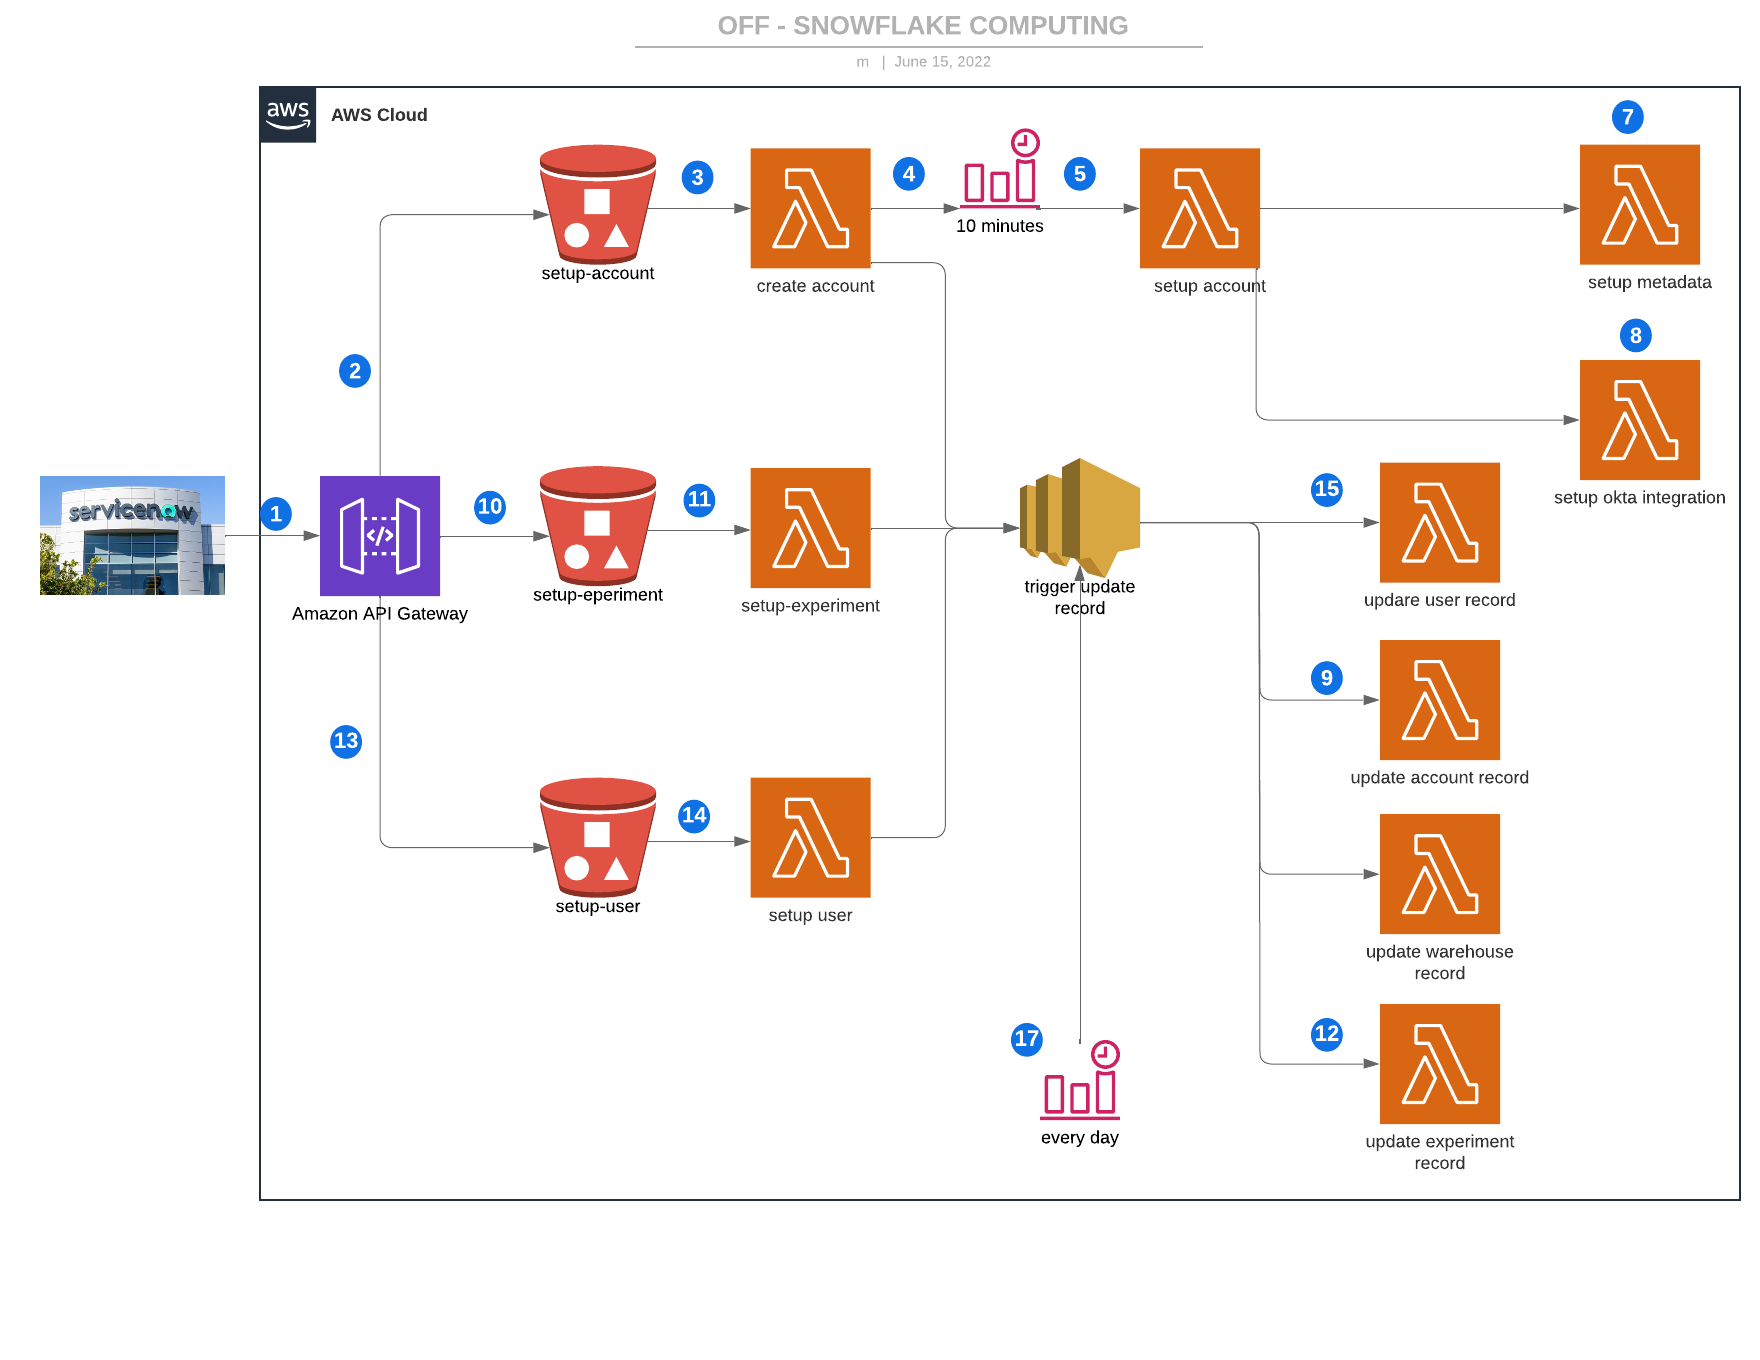 OFF - SNOWFLAKE COMPUTING
m | June 15, 2022
aws
AWS Cloud
7
3
4
5
10 minutes
setup-account
create account
setup account
setup metadata
8
2
servicenow
1
10
11
15
setup okta integration
Amazon API Gateway
setup-eperiment
setup-experiment
trigger update
record
updare user record
9
13
update account record
14
setup-user
setup user
update warehouse
record
17
12
every day
update experiment
record